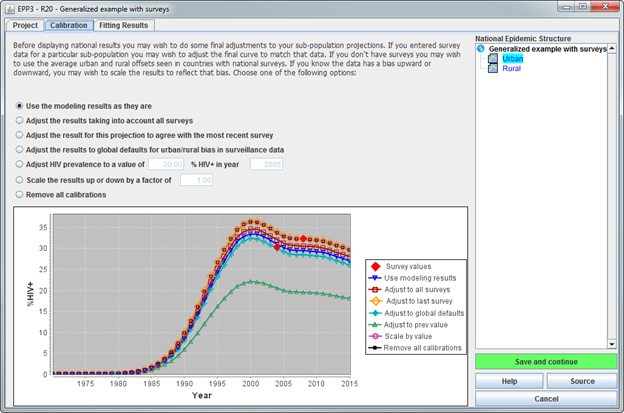 EPP3 - R20 - Generalized example with surveys
Project
Calibration
Fitting Results
Before displaying national results you may wish to do some final adjustments to your sub-population projections. If you entered survey
data for a particular sub-population you may wish to adjust the final curve to match that data. If you don't have surveys you may wish
to use the average urban and rural offsets seen in countries with national surveys. If you know the data has a bias upward or
downward, you may wish to scale the results to reflect that bias. Choose one of the following options:
Use the modeling results as they are
Adjust the results taking into account all surveys
Adjust the result for this projection to agree with the most recent survey
Adjust the results to global defaults for urban/rural bias in surveillance data
Adjust HIV prevalence to a value of 20.00 % HIV+ in year 2005
Scale the results up or down by a factor of 1.00
Remove all calibrations
National Epidemic Structure
Generalized example with surveys
Urban
Rural
%HIV+
35
30
25
20
15
10
5
0
1975 1980 1985 1990 1995 2000 2005 2010 2015
Year
Survey values
Use modeling results
Adjust to all surveys
Adjust to last survey
Adjust to global defaults
Adjust to prev value
Scale by value
Remove all calibrations
Save and continue
Help
Source
Cancel